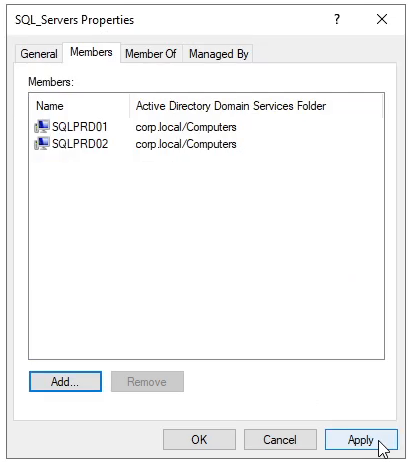 SQL_Servers Properties
?
General Members Member Of Managed By
Members:
Name Active Directory Domain Services Folder
SQLPRD01 corp.local/Computers
SQLPRD02 corp.local/Computers
Add... Remove
OK Cancel Apply